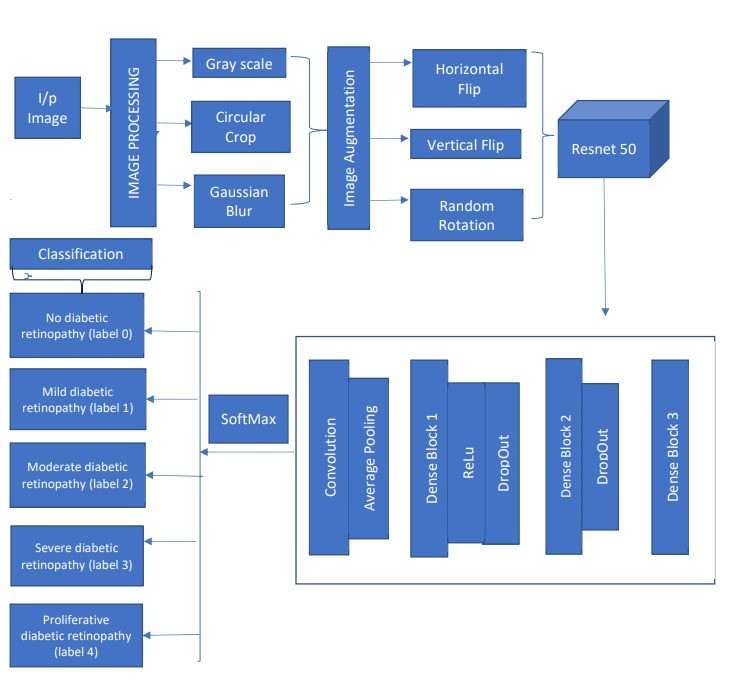 I/p
Image
IMAGE PROCESSING
Gray scale
Circular
Crop
Gaussian
Blur
Image Augmentation
Horizontal
Flip
Vertical Flip
Random
Rotation
Resnet 50
Classification
No diabetic
retinopathy (label 0)
Mild diabetic
retinopathy (label 1)
Moderate diabetic
retinopathy (label 2)
Severe diabetic
retinopathy (label 3)
Proliferative
diabetic retinopathy
(label 4)
SoftMax
Convolution
Average Pooling
Dense Block 1
ReLu
DropOut
Dense Block 2
DropOut
Dense Block 3